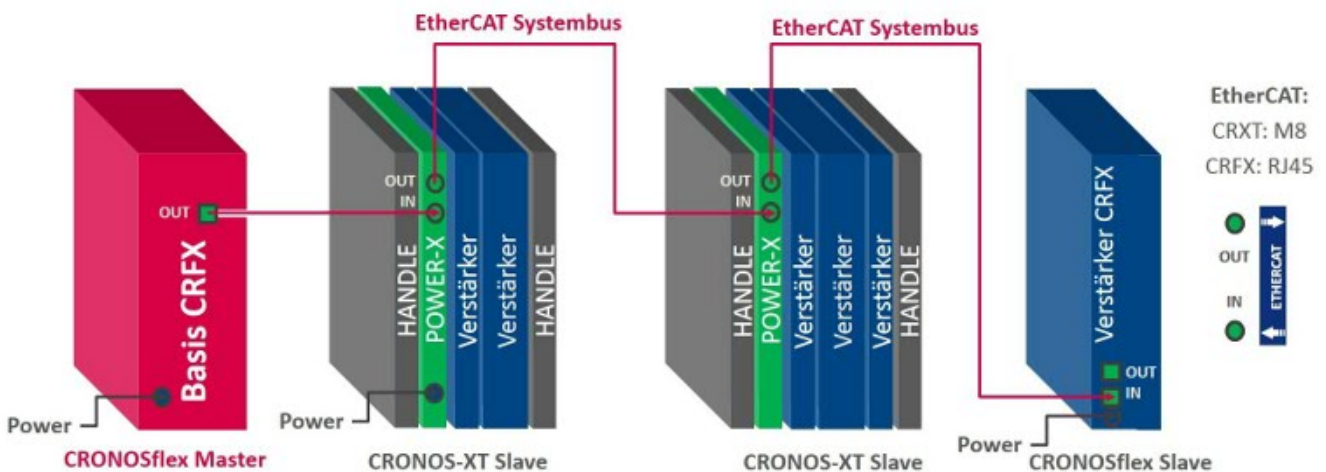 EtherCAT Systembus
EtherCAT Systembus
EtherCAT:
CRXT: M8
CRFX: RJ45
OUT
IN
ETHERCAT
OUT
Basis CRFX
Power
CRONOSflex Master
OUT
IN
HANDLE
POWER-X
Verstärker
Verstärker
HANDLE
Power
CRONOS-XT Slave
OUT
IN
HANDLE
POWER-X
Verstärker
Verstärker
Verstärker
HANDLE
CRONOS-XT Slave
Verstärker CRFX
OUT
IN
Power
CRONOSflex Slave